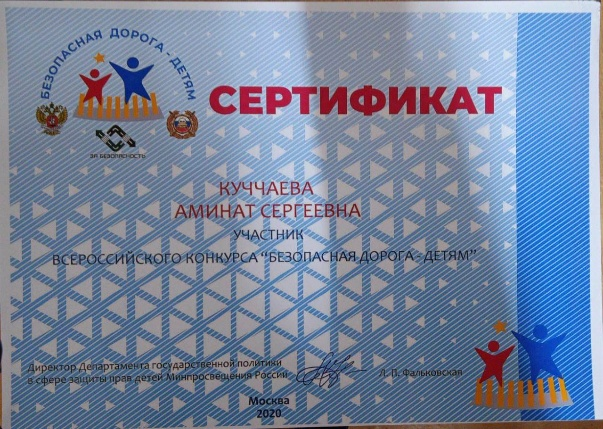 БЕЗОПАСНАЯ ДОРОГА - ДЕТЯМ
ЗА БЕЗОПАСНОСТЬ
СЕРТИФИКАТ
КУЧЧАЕВА
АМИНАТ СЕРГЕЕВНА
УЧАСТНИК
ВСЕРОССИЙСКОГО КОНКУРСА “БЕЗОПАСНАЯ ДОРОГА - ДЕТЯМ”
Директор Департамента государственной политики
в сфере защиты прав детей Минпросвещения России
Л. П. Фальковская
Москва
2020